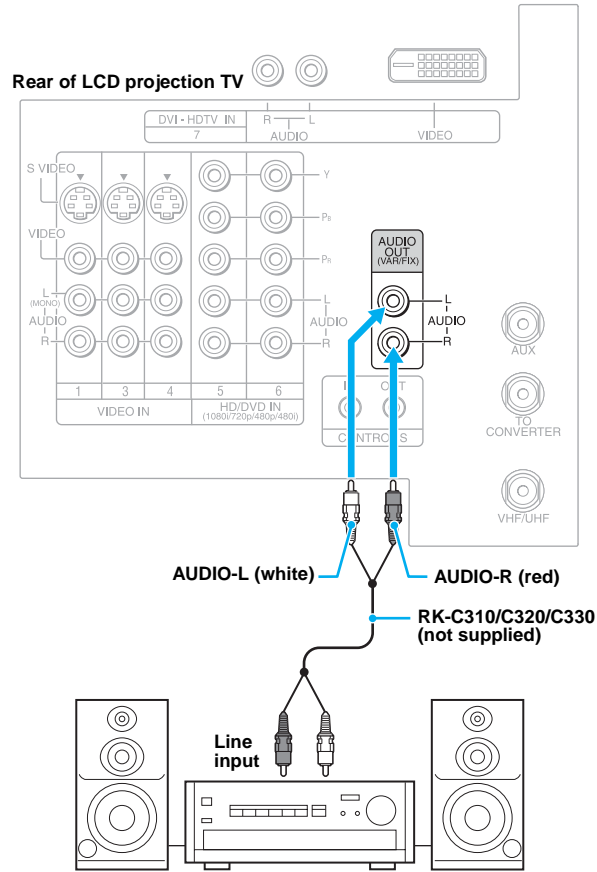 Rear of LCD projection TV
DVI - HDTV IN
7
R L
AUDIO
VIDEO
S VIDEO
VIDEO
L
(MONO)
AUDIO
R
Y
PB
PR
L
AUDIO
R
1 3 4 5 6
VIDEO IN
HD/DVD IN
(1080i/720p/480p/480i)
AUDIO
OUT
(VAR/FIX)
L
AUDIO
R
IN OUT
CONTROL S
AUX
TO
CONVERTER
VHF/UHF
AUDIO-L (white)
AUDIO-R (red)
RK-C310/C320/C330
(not supplied)
Line
input